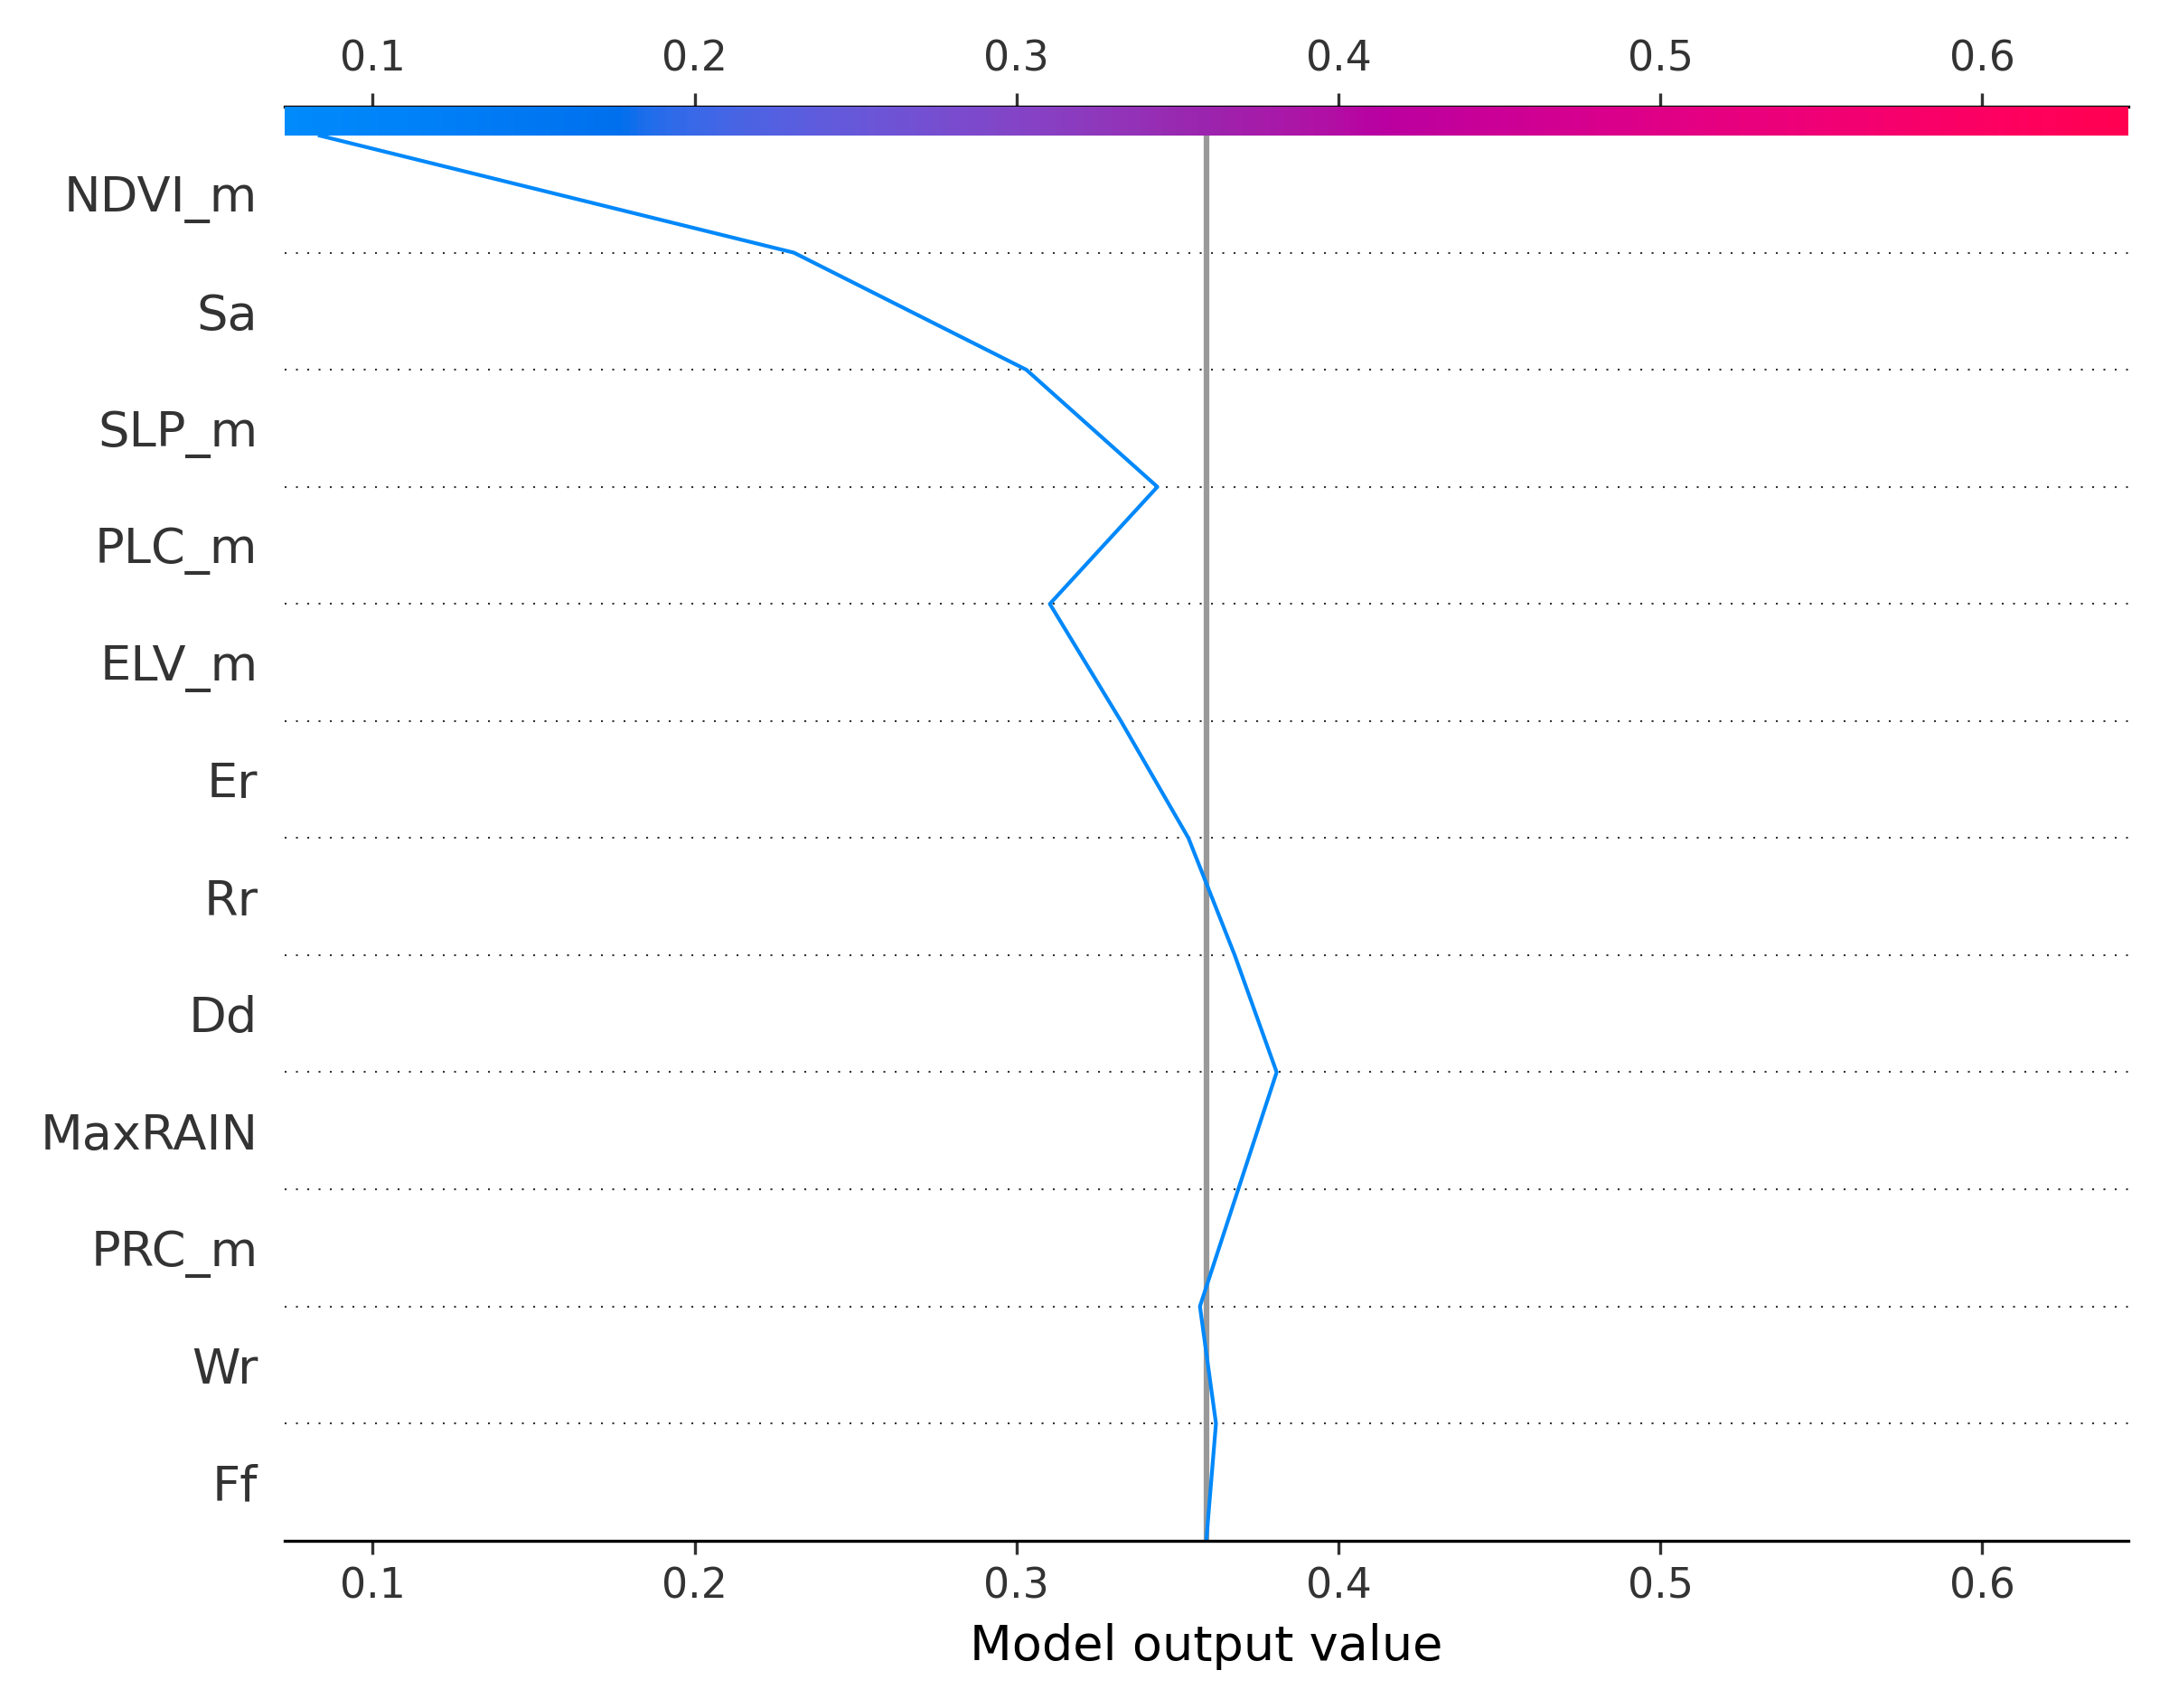 0.1 0.2 0.3 0.4 0.5 0.6
NDVI_m
Sa
SLP_m
PLC_m
ELV_m
Er
Rr
Dd
MaxRAIN
PRC_m
Wr
Ff
0.1 0.2 0.3 0.4 0.5 0.6
Model output value